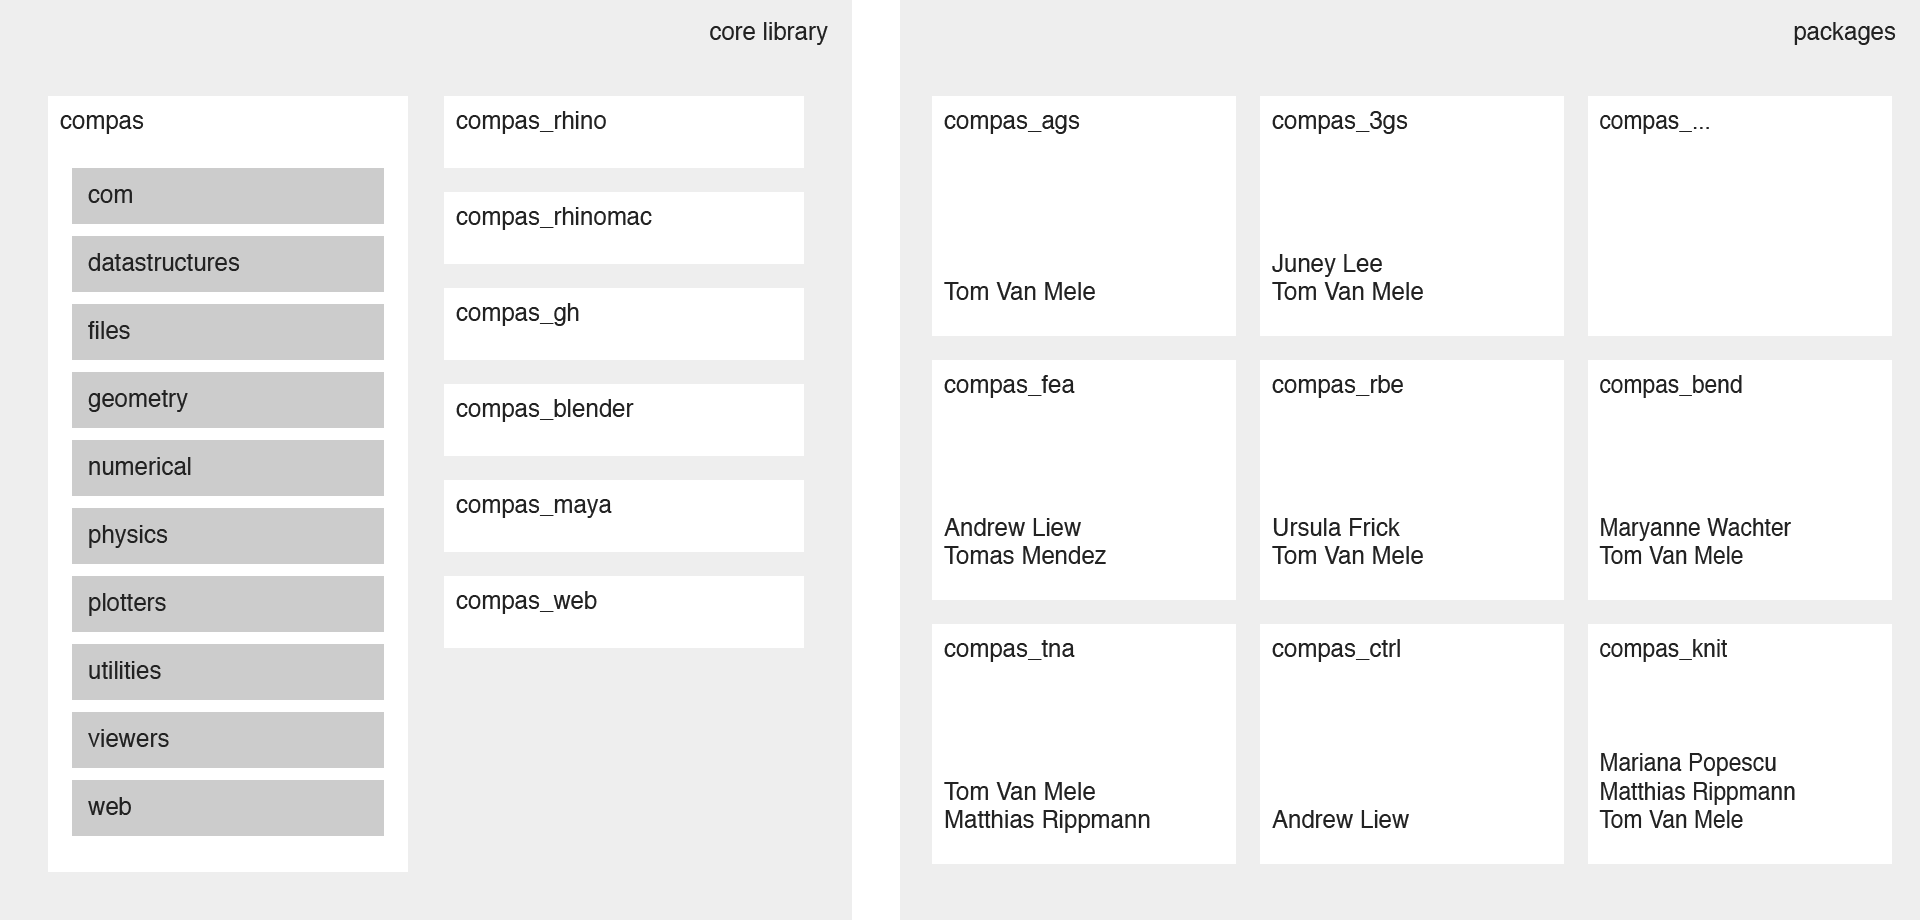 core library
compas
com
datastructures
files
geometry
numerical
physics
plotters
utilities
viewers
web
compas_rhino
compas_rhinomac
compas_gh
compas_blender
compas_maya
compas_web
packages
compas_ags
Tom Van Mele
compas_3gs
Juney Lee
Tom Van Mele
compas_...
compas_fea
Andrew Liew
Tomas Mendez
compas_rbe
Ursula Frick
Tom Van Mele
compas_bend
Maryanne Wachter
Tom Van Mele
compas_tna
Tom Van Mele
Matthias Rippmann
compas_ctrl
Andrew Liew
compas_knit
Mariana Popescu
Matthias Rippmann
Tom Van Mele